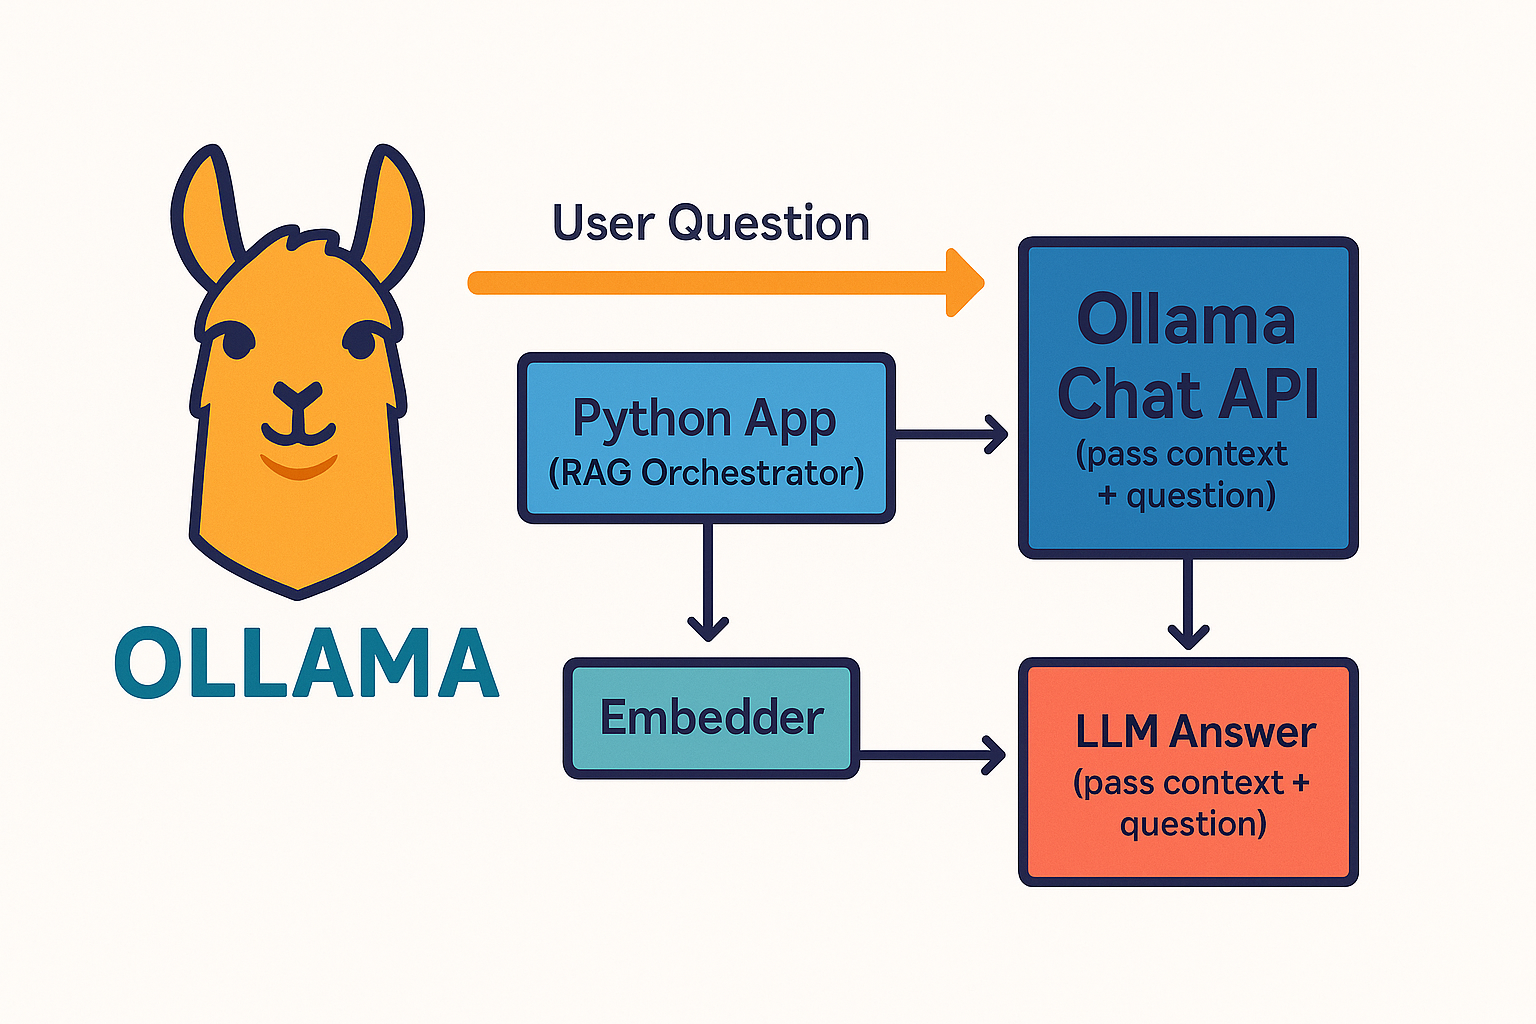 User Question
Ollama
Chat API
(pass context
+ question)
Python App
(RAG Orchestrator)
OLLAMA
Embedder
LLM Answer
(pass context +
question)